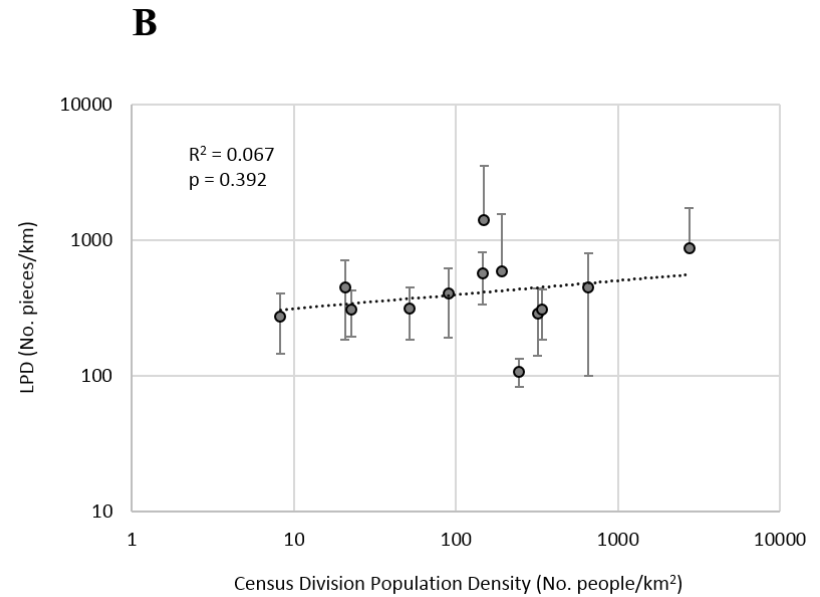 B
10000
R² = 0.067
p = 0.392
1000
LPD (No. pieces/km)
100
10
1 10 100 1000 10000
Census Division Population Density (No. people/km²)